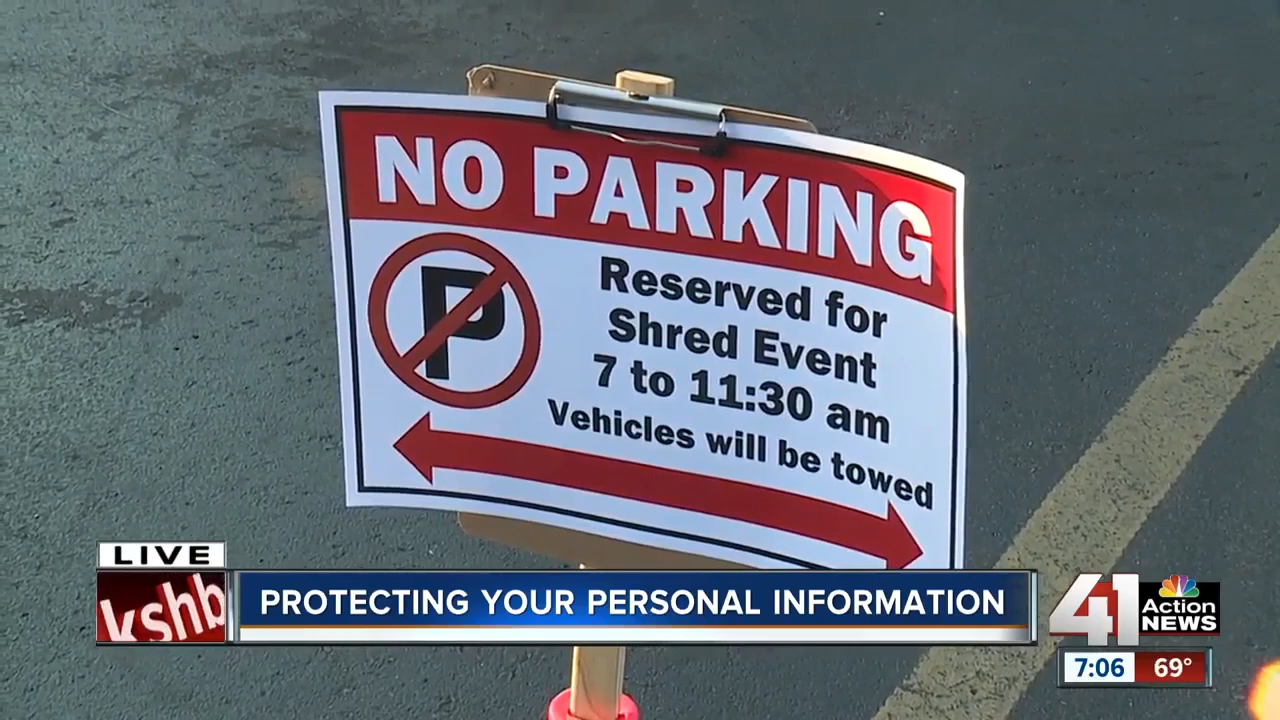 NO PARKING
P
Reserved for
Shred Event
7 to 11:30 am
Vehicles will be towed
LIVE
kshb
PROTECTING YOUR PERSONAL INFORMATION
41 Action
NEWS
7:06 69°